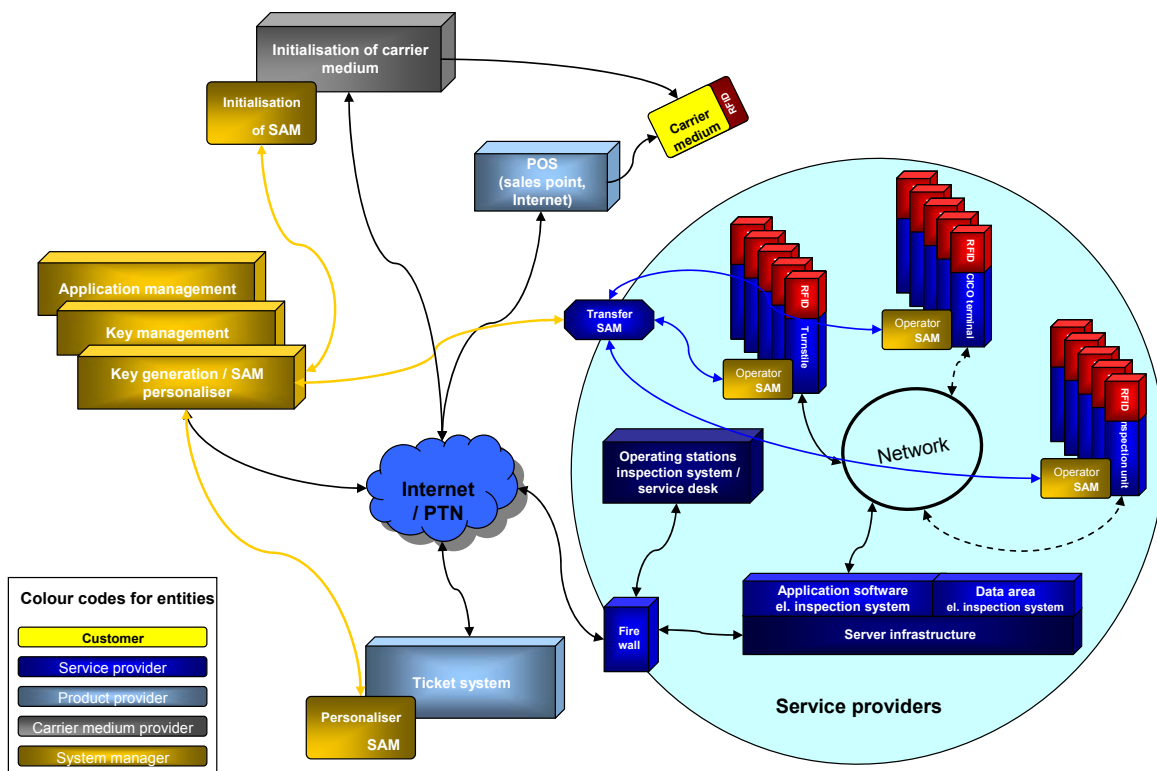 Initialisation of carrier
medium
Initialisation
of SAM
RFID
Carrier
medium
POS
(sales point,
Internet)
Application management
Key management
Key generation / SAM
personaliser
Transfer
SAM
RFID
Turnstile
Operator
SAM
RFID
CICO terminal
Operator
SAM
RFID
Inspection unit
Operator
SAM
Network
Operating stations
inspection system /
service desk
Internet
/ PTN
Application software
el. inspection system
Data area
el. inspection system
Server infrastructure
Fire
wall
Service providers
Ticket system
Personaliser
SAM
Colour codes for entities
Customer
Service provider
Product provider
Carrier medium provider
System manager